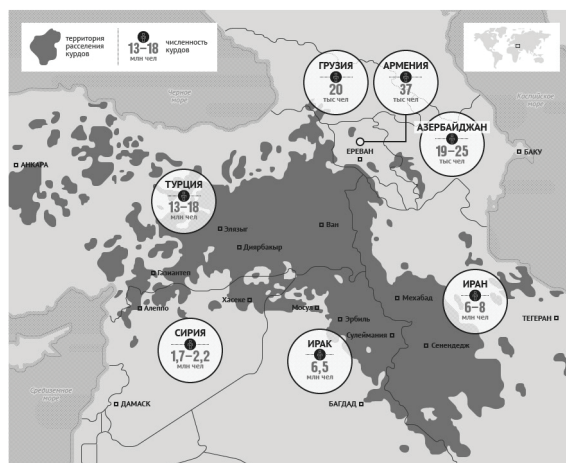 территория
расселения
курдов
13–18
млн чел
численность
курдов
Черное
море
Каспийское
море
ГРУЗИЯ
20
тыс чел
АРМЕНИЯ
37
тыс чел
АЗЕРБАЙДЖАН
19–25
тыс чел
ЕРЕВАН
БАКУ
АНКАРА
ТУРЦИЯ
13–18
млн чел
Элязыг
Ван
Диярбакыр
Газиантеп
Алеппо
Хасеке
Мосул
Мехабад
ИРАН
6–8
млн чел
ТЕГЕРАН
Эрбиль
Сулеймания
Сенендедж
СИРИЯ
1,7–2,2
млн чел
ИРАК
6,5
млн чел
Средиземное
море
ДАМАСК
БАГДАД